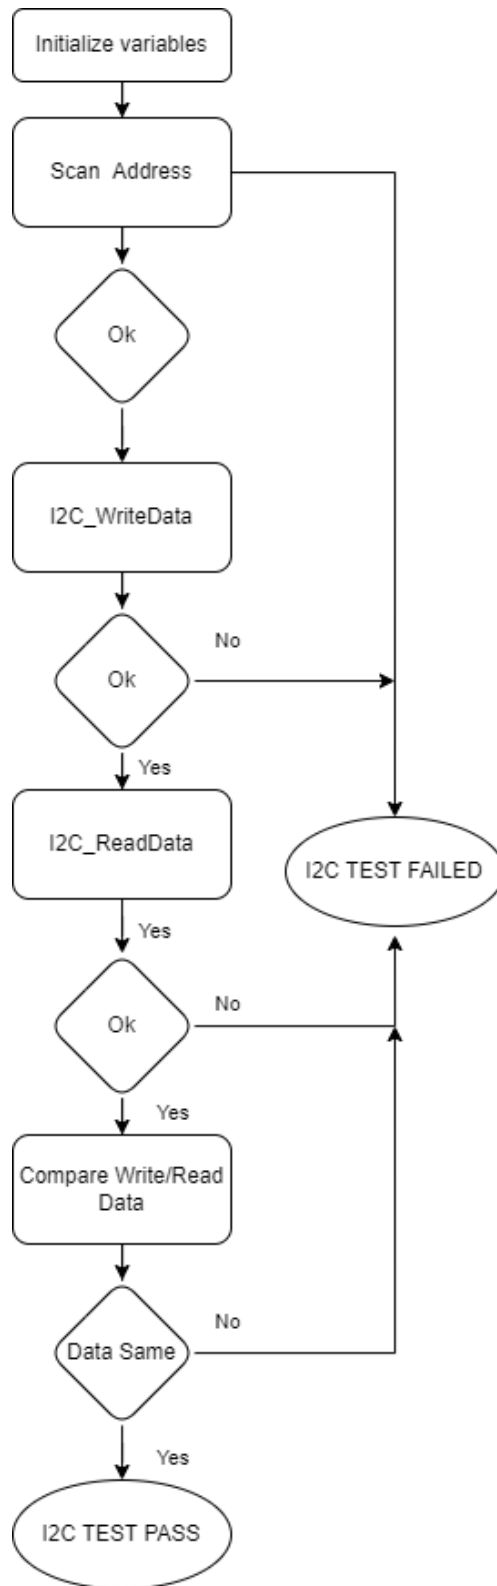 Initialize variables
Scan Address
Ok
I2C_WriteData
No
Ok
Yes
I2C_ReadData
I2C TEST FAILED
Yes
No
Ok
Yes
Compare Write/Read
Data
No
Data Same
Yes
I2C TEST PASS